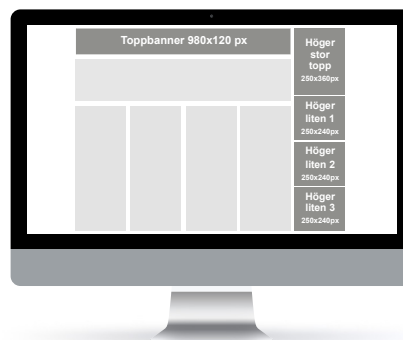 Toppbanner 980x120 px
Höger
stor
topp
250x360px
Höger
liten 1
250x240px
Höger
liten 2
250x240px
Höger
liten 3
250x240px